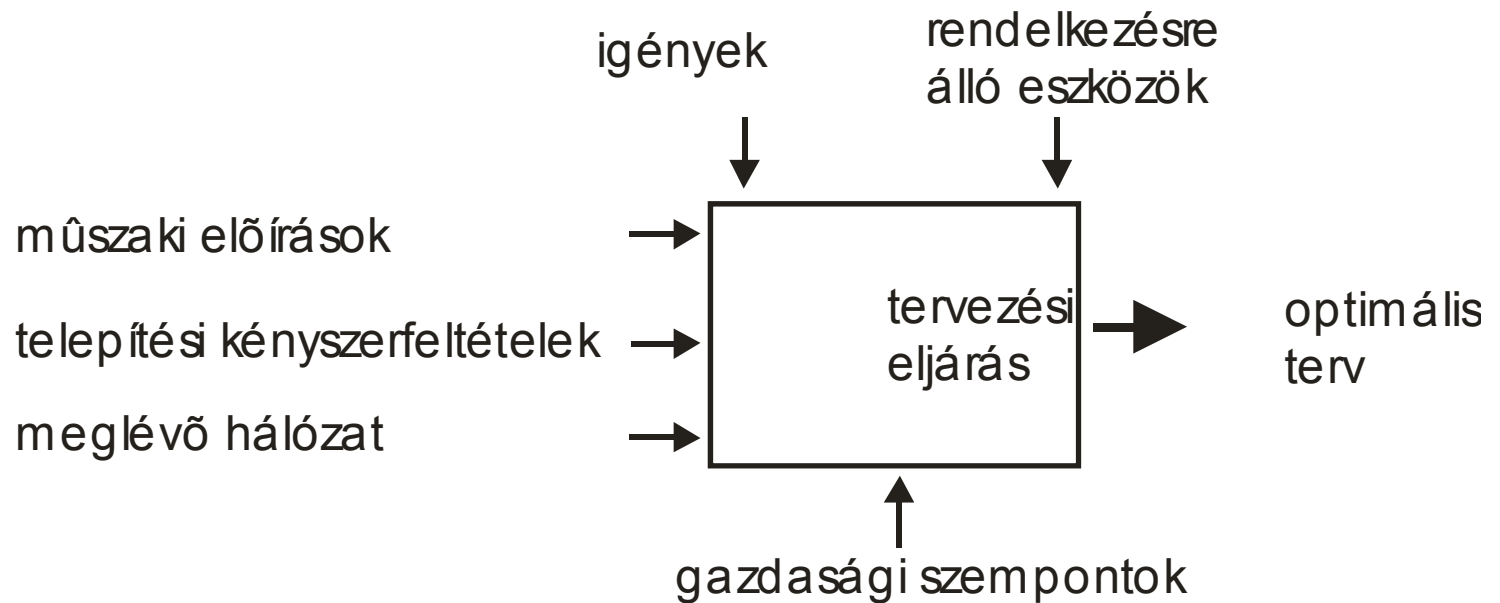 igények
rendelkezésre
álló eszközök
mûszaki elõírások
telepítési kényszerfeltételek
meglévõ hálózat
tervezési
eljárás
optimális
terv
gazdasági szempontok